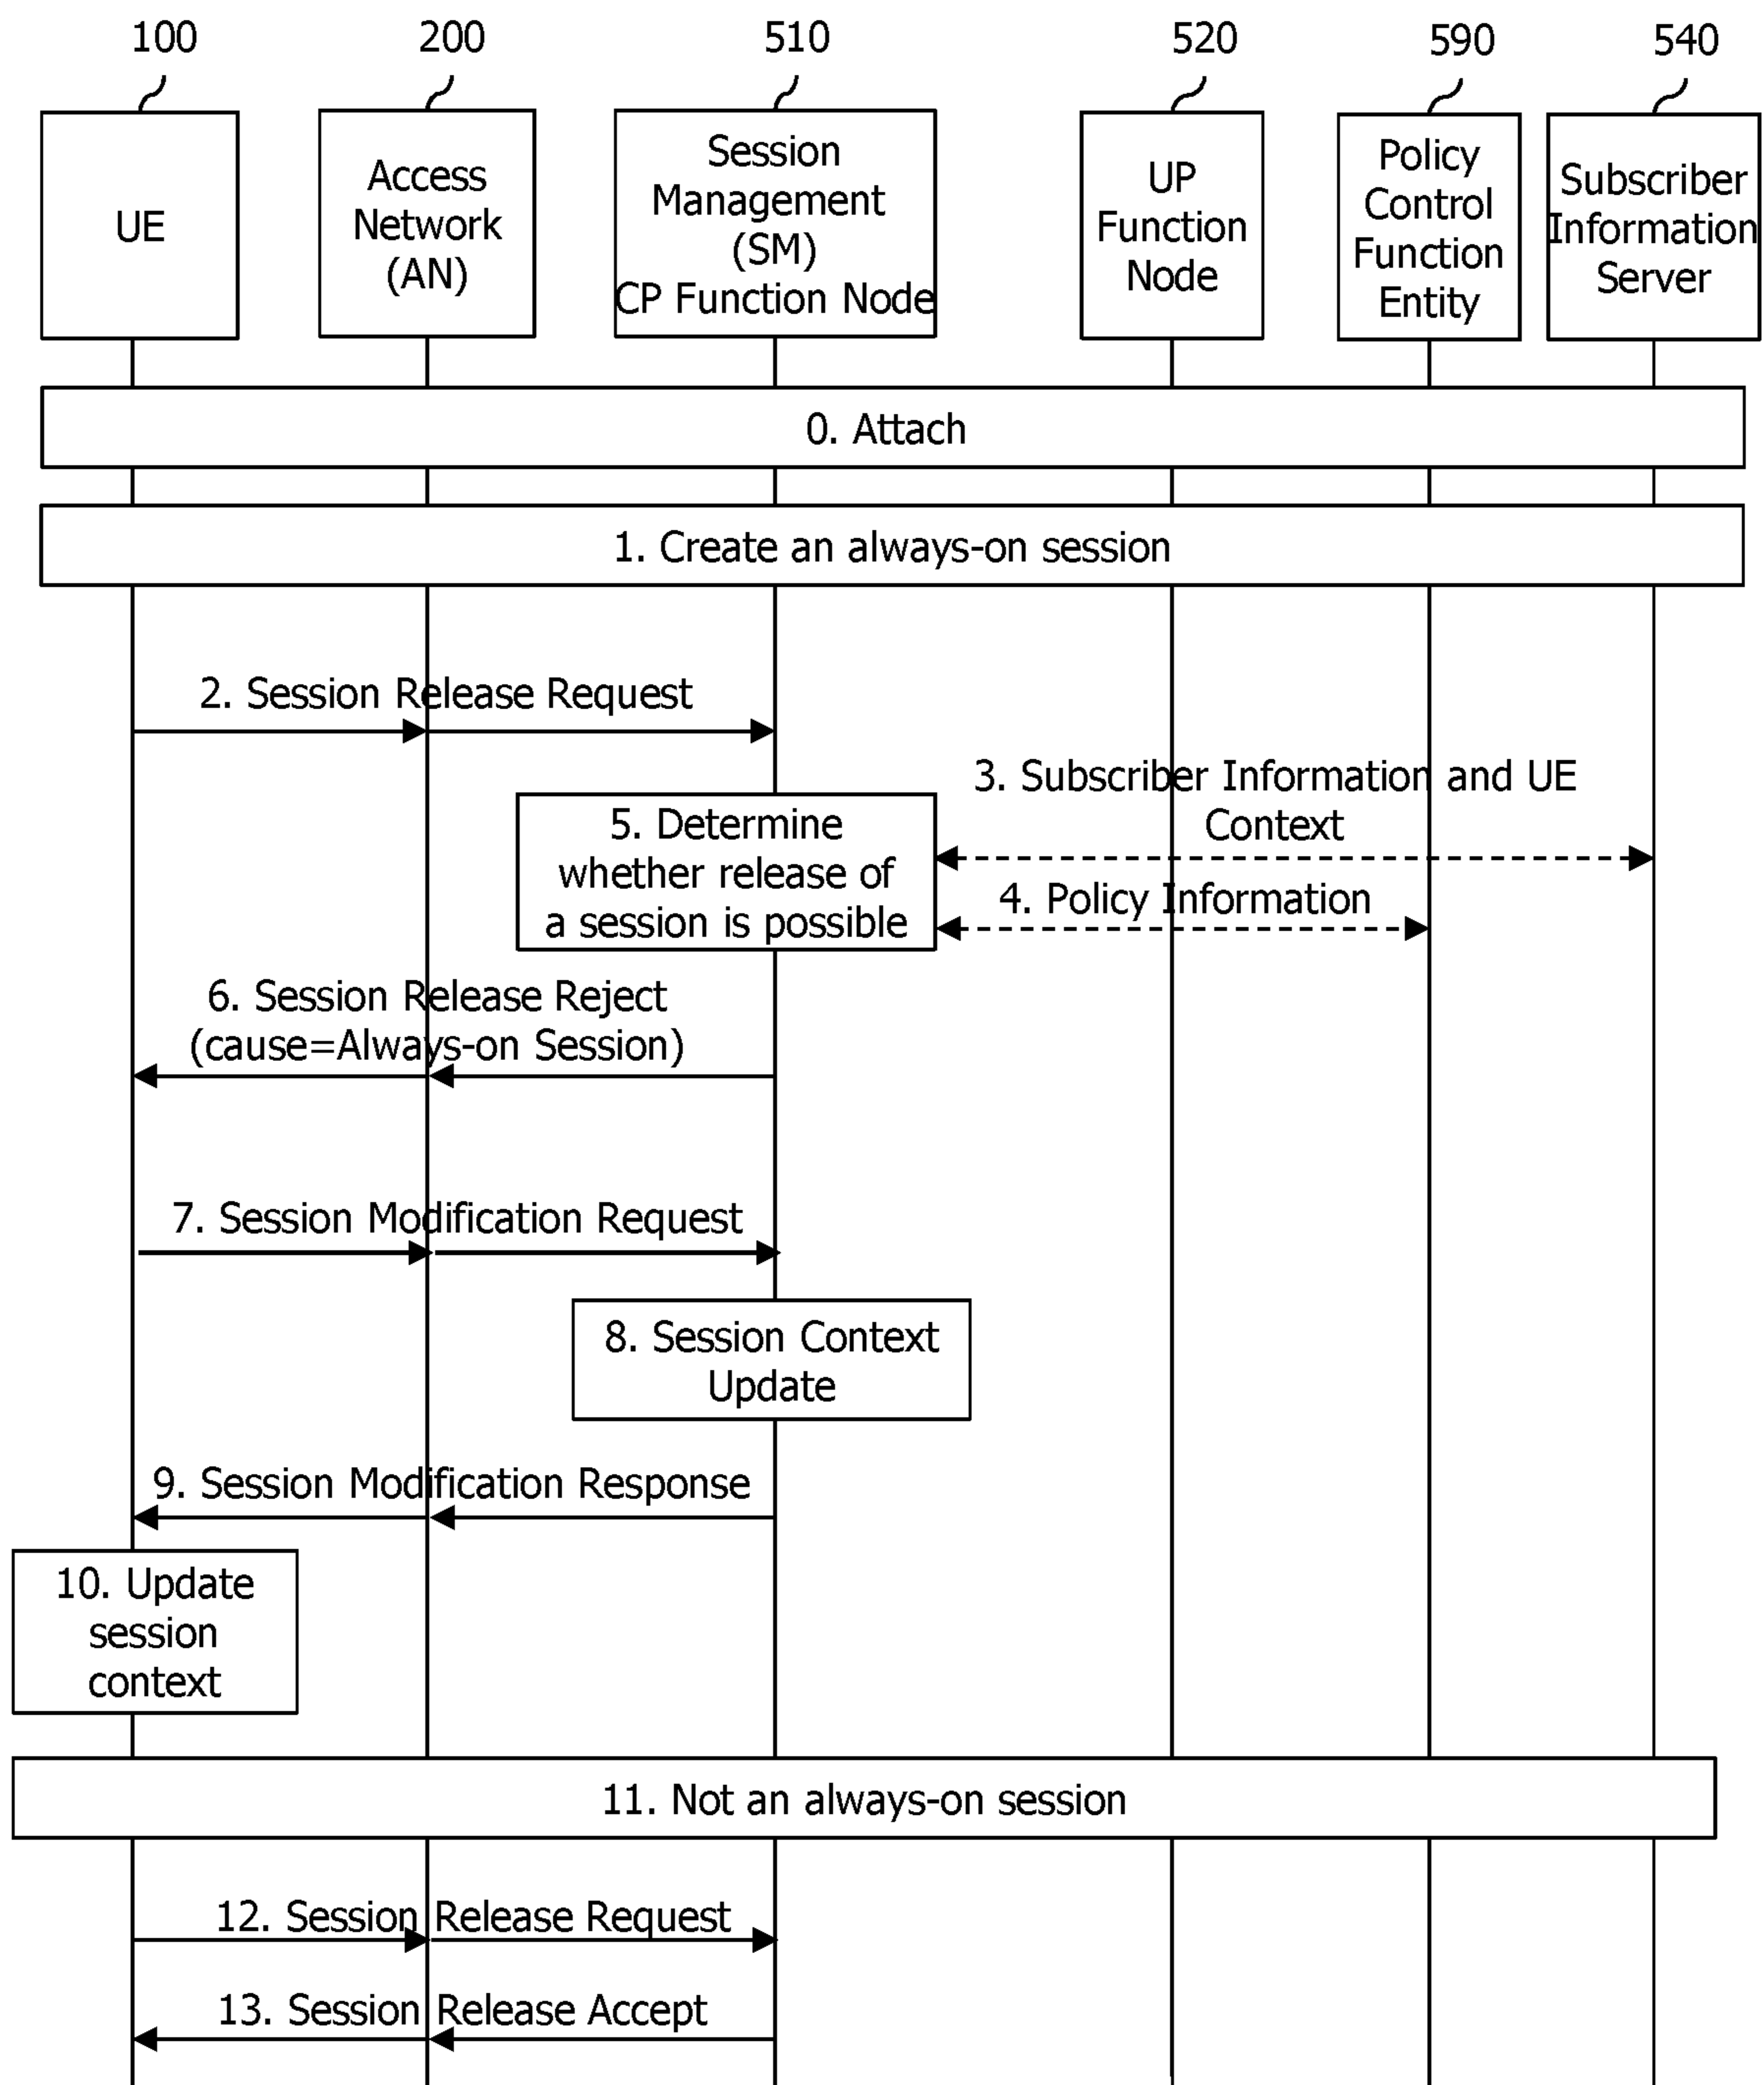 100
200
510
520
590
540
UE
Access
Network
(AN)
Session
Management
(SM)
CP Function Node
UP
Function
Node
Policy
Control
Function
Entity
Subscriber
Information
Server
0. Attach
1. Create an always-on session
2. Session Release Request
3. Subscriber Information and UE
Context
4. Policy Information
5. Determine
whether release of
a session is possible
6. Session Release Reject
(cause=Always-on Session)
7. Session Modification Request
8. Session Context
Update
9. Session Modification Response
10. Update
session
context
11. Not an always-on session
12. Session Release Request
13. Session Release Accept